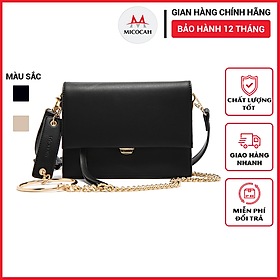 MICOCAH
GIAN HÀNG CHÍNH HÃNG
BẢO HÀNH 12 THÁNG
MÀU SẮC
CHẤT LƯỢNG
TỐT
GIAO HÀNG
NHANH
MIỄN PHÍ
ĐỔI TRẢ